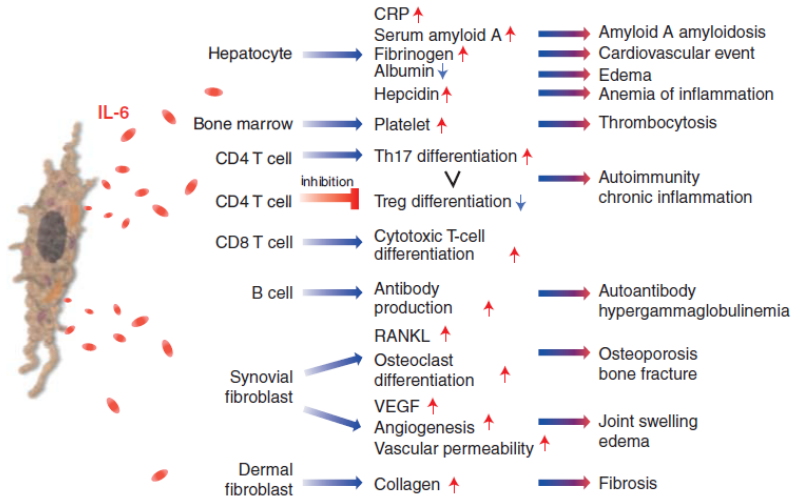 IL-6
Hepatocyte
CRP
Serum amyloid A
Fibrinogen
Albumin
Hepcidin
Amyloid A amyloidosis
Cardiovascular event
Edema
Anemia of inflammation
Bone marrow
Platelet
Thrombocytosis
CD4 T cell
Th17 differentiation
inhibition
CD4 T cell
Treg differentiation
Autoimmunity
chronic inflammation
CD8 T cell
Cytotoxic T-cell
differentiation
B cell
Antibody
production
Autoantibody
hypergammaglobulinemia
Synovial
fibroblast
RANKL
Osteoclast
differentiation
Osteoporosis
bone fracture
VEGF
Angiogenesis
Vascular permeability
Joint swelling
edema
Dermal
fibroblast
Collagen
Fibrosis